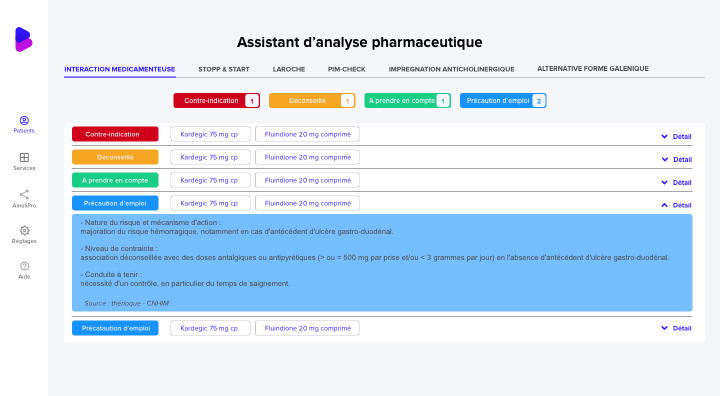 Assistant d'analyse pharmaceutique
INTERACTION MEDICAMENTEUSE STOPP & START LAROCHE PIM-CHECK IMPREGNATION ANTICHOLINERGIQUE ALTERNATIVE FORME GALENIQUE
Contre-indication 1 Déconseillé 1 A prendre en compte 1 Précaution d'emploi 2
Patients
Services
AmoliPro
Réglages
Aide
Contre-indication Kardegic 75 mg cp Fluindione 20 mg comprimé Détail
Déconseillé Kardegic 75 mg cp Fluindione 20 mg comprimé Détail
A prendre en compte Kardegic 75 mg cp Fluindione 20 mg comprimé Détail
Précaution d'emploi Kardegic 75 mg cp Fluindione 20 mg comprimé Détail
- Nature du risque et mécanisme d'action :
majoration du risque hémorragique, notamment en cas d'antécédent d'ulcère gastro-duodénal.
- Niveau de contrainte :
association déconseillée avec des doses antalgiques ou antipyrétiques (> ou = 500 mg par prise et/ou < 3 grammes par jour) en l'absence d'antécédent d'ulcère gastro-duodénal.
- Conduite à tenir :
nécessité d'un contrôle, en particulier du temps de saignement.
Source : thériaque - CNHIM
Précataution d'emploi Kardegic 75 mg cp Fluindione 20 mg comprimé Détail